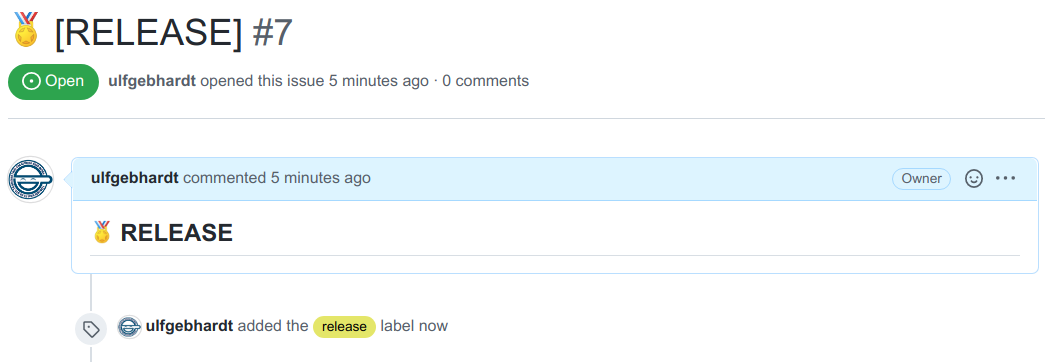 🏅 [RELEASE] #7
Open ulfgebhardt opened this issue 5 minutes ago · 0 comments
ulfgebhardt commented 5 minutes ago Owner
🏅 RELEASE
ulfgebhardt added the release label now